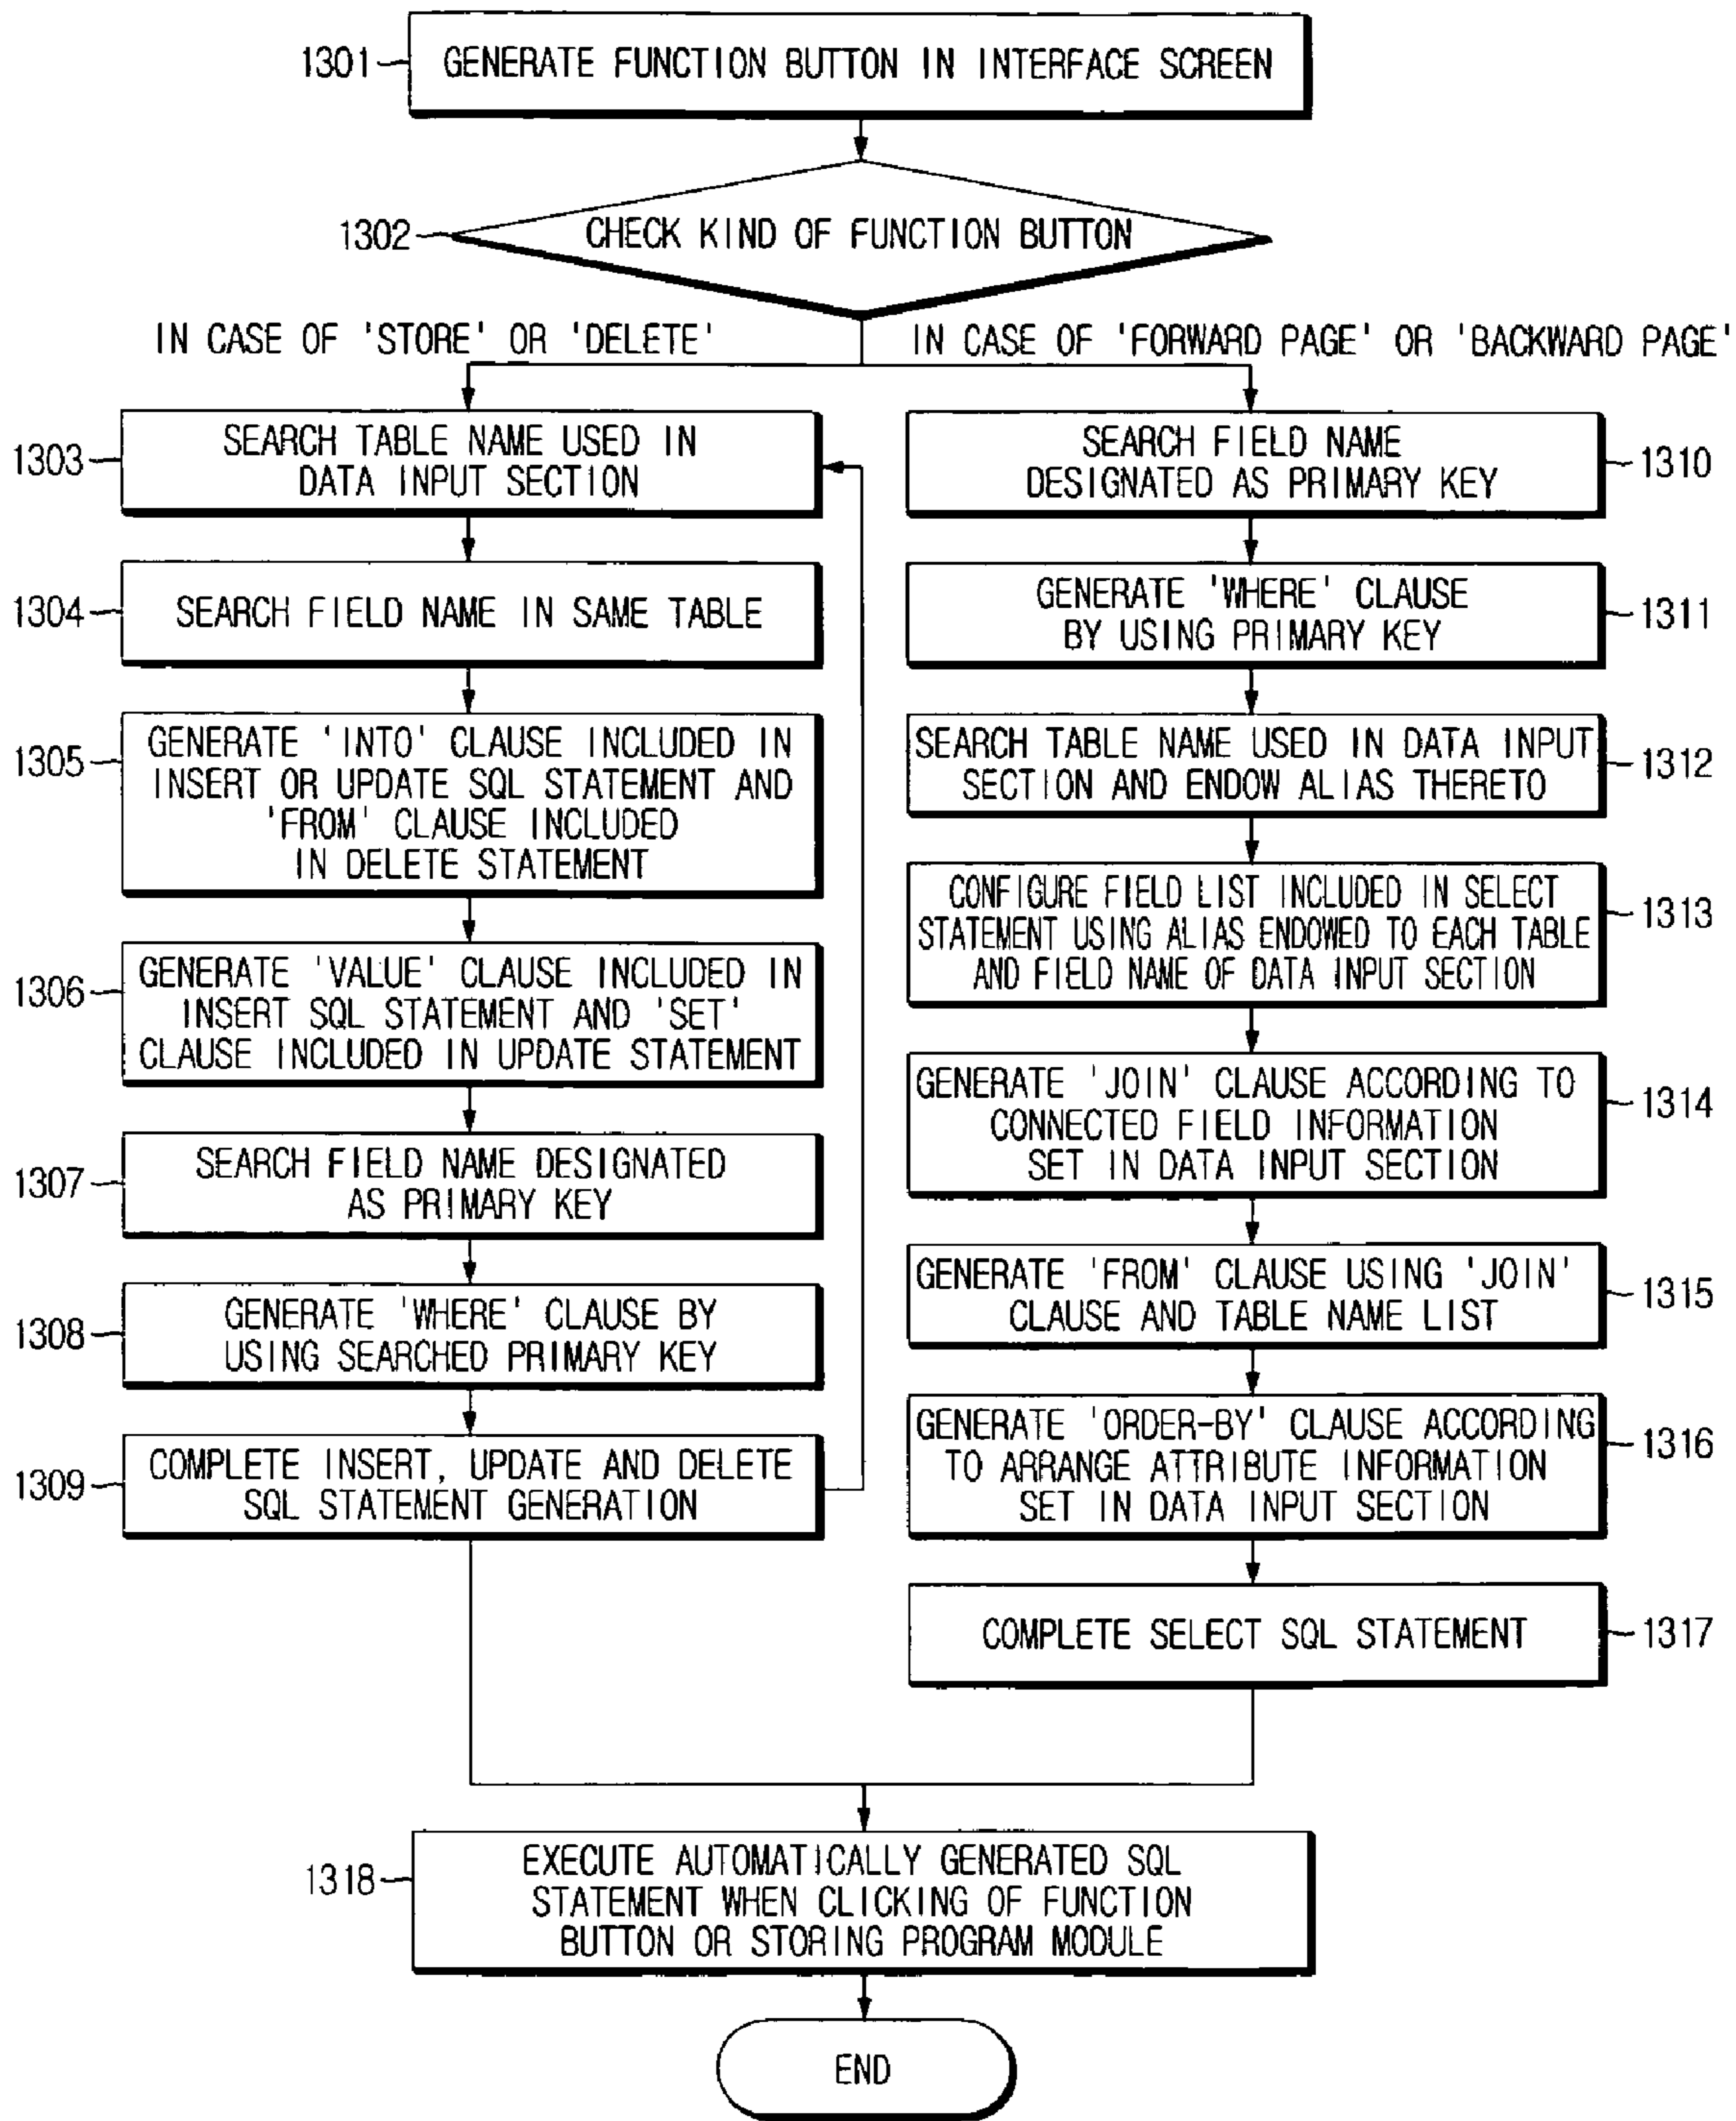 1301
GENERATE FUNCTION BUTTON IN INTERFACE SCREEN
1302
CHECK KIND OF FUNCTION BUTTON
IN CASE OF 'STORE' OR 'DELETE'
IN CASE OF 'FORWARD PAGE' OR 'BACKWARD PAGE'
1303
SEARCH TABLE NAME USED IN
DATA INPUT SECTION
1304
SEARCH FIELD NAME IN SAME TABLE
1305
GENERATE 'INTO' CLAUSE INCLUDED IN
INSERT OR UPDATE SQL STATEMENT AND
'FROM' CLAUSE INCLUDED
IN DELETE STATEMENT
1306
GENERATE 'VALUE' CLAUSE INCLUDED IN
INSERT SQL STATEMENT AND 'SET'
CLAUSE INCLUDED IN UPDATE STATEMENT
1307
SEARCH FIELD NAME DESIGNATED
AS PRIMARY KEY
1308
GENERATE 'WHERE' CLAUSE BY
USING SEARCHED PRIMARY KEY
1309
COMPLETE INSERT, UPDATE AND DELETE
SQL STATEMENT GENERATION
SEARCH FIELD NAME
DESIGNATED AS PRIMARY KEY
1310
GENERATE 'WHERE' CLAUSE
BY USING PRIMARY KEY
1311
SEARCH TABLE NAME USED IN DATA INPUT
SECTION AND ENDOW ALIAS THERETO
1312
CONFIGURE FIELD LIST INCLUDED IN SELECT
STATEMENT USING ALIAS ENDOWED TO EACH TABLE
AND FIELD NAME OF DATA INPUT SECTION
1313
GENERATE 'JOIN' CLAUSE ACCORDING TO
CONNECTED FIELD INFORMATION
SET IN DATA INPUT SECTION
1314
GENERATE 'FROM' CLAUSE USING 'JOIN'
CLAUSE AND TABLE NAME LIST
1315
GENERATE 'ORDER-BY' CLAUSE ACCORDING
TO ARRANGE ATTRIBUTE INFORMATION
SET IN DATA INPUT SECTION
1316
COMPLETE SELECT SQL STATEMENT
1317
1318
EXECUTE AUTOMATICALLY GENERATED SQL
STATEMENT WHEN CLICKING OF FUNCTION
BUTTON OR STORING PROGRAM MODULE
END